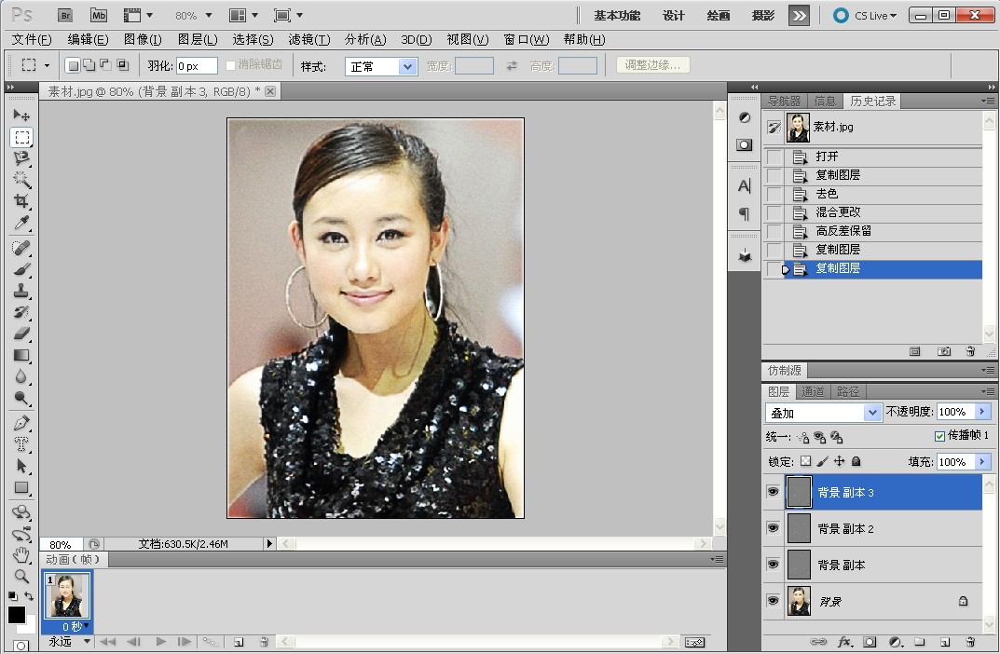 Ps Br Mb 80% 基本功能 设计 绘画 摄影 >> CS Live
文件(F) 编辑(E) 图像(I) 图层(L) 选择(S) 滤镜(T) 分析(A) 3D(D) 视图(V) 窗口(W) 帮助(H)
羽化: 0 px 消除锯齿 样式: 正常 宽度: 高度: 调整边缘...
素材.jpg @ 80% (背景 副本 3, RGB/8) *
导航器 信息 历史记录
素材.jpg
打开
复制图层
去色
混合更改
高反差保留
复制图层
复制图层
仿制源
图层 通道 路径
叠加 不透明度: 100%
统一: 传播帧 1
锁定: 填充: 100%
背景 副本 3
背景 副本 2
背景 副本
背景
80% 文档:630.5K/2.46M
动画(帧)
1
0 秒
永远